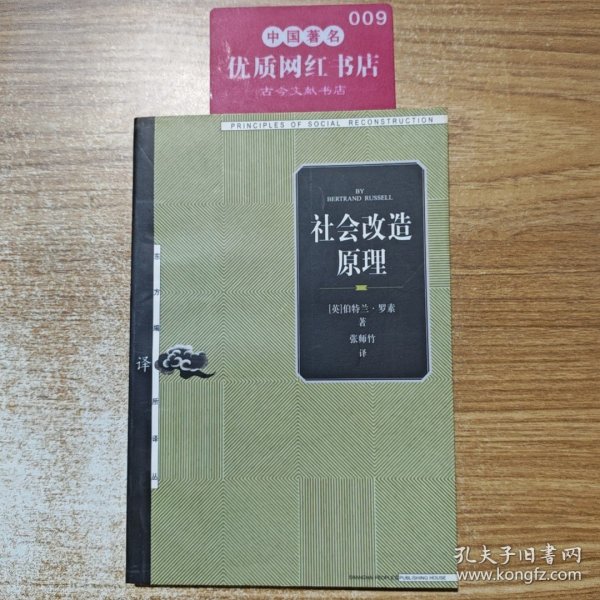 009
中国著名
优质网红书店
古今文献书店
PRINCIPLES OF SOCIAL RECONSTRUCTION
BY
BERTRAND RUSSELL
社会改造
原理
[英]伯特兰·罗素
著
张师竹
译
东方编译所译丛
SHANGHAI PEOPLE'S PUBLISHING HOUSE
孔夫子旧书网
www.kongfz.com